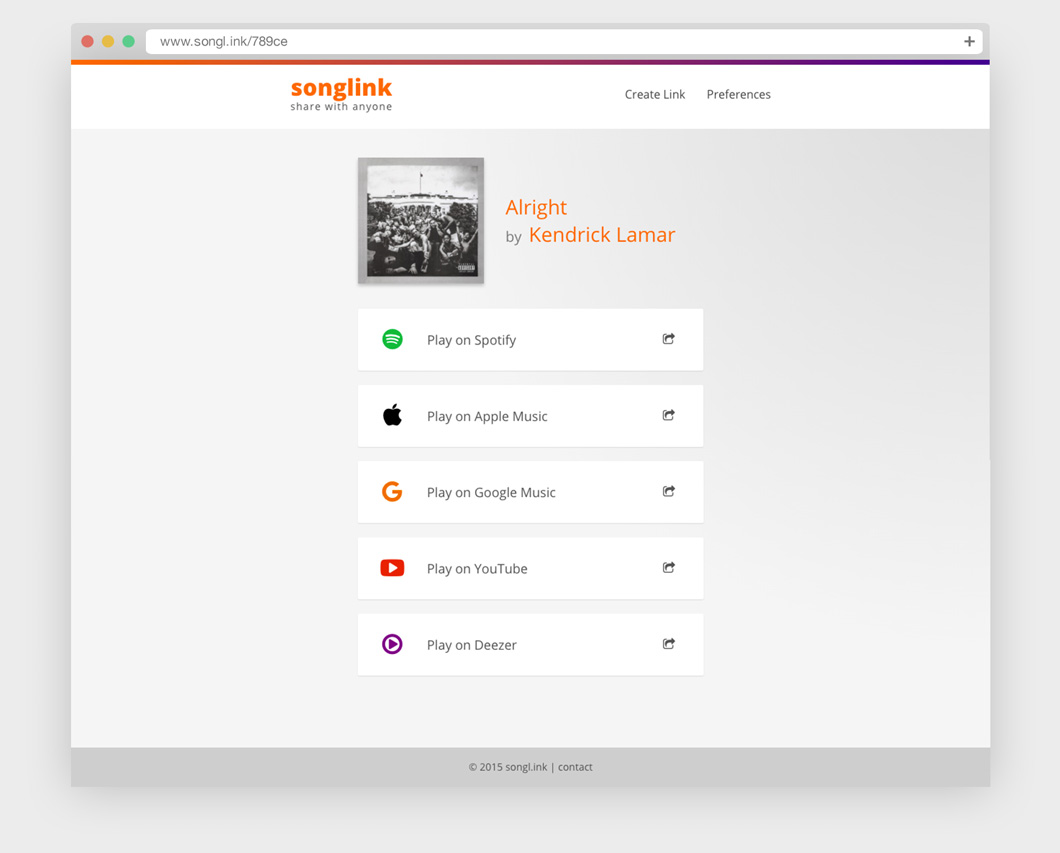 www.songl.ink/789ce
songlink
share with anyone
Create Link
Preferences
Alright
by Kendrick Lamar
Play on Spotify
Play on Apple Music
Play on Google Music
Play on YouTube
Play on Deezer
© 2015 songl.ink | contact